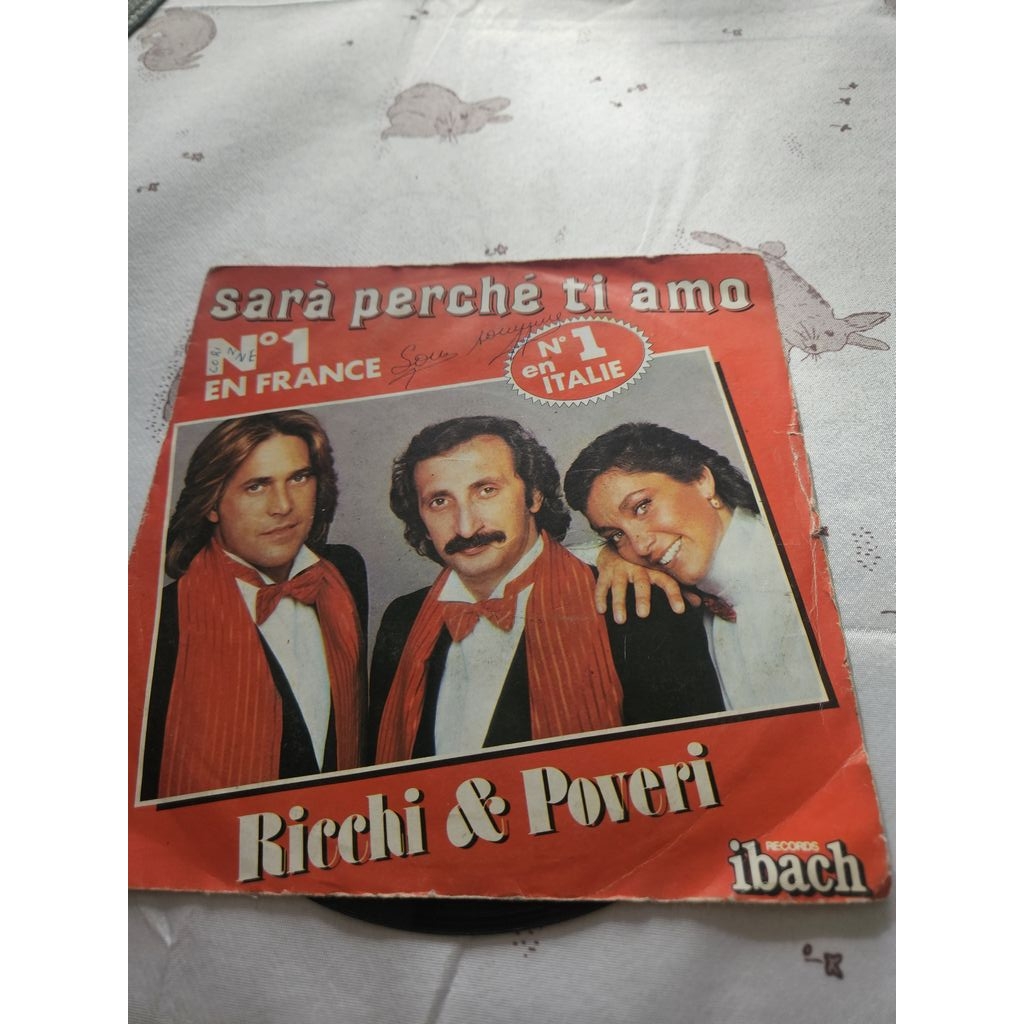 sarà perché ti amo
N° 1
EN FRANCE
N° 1
en
ITALIE
Ricchi & Poveri
RECORDS
ibach